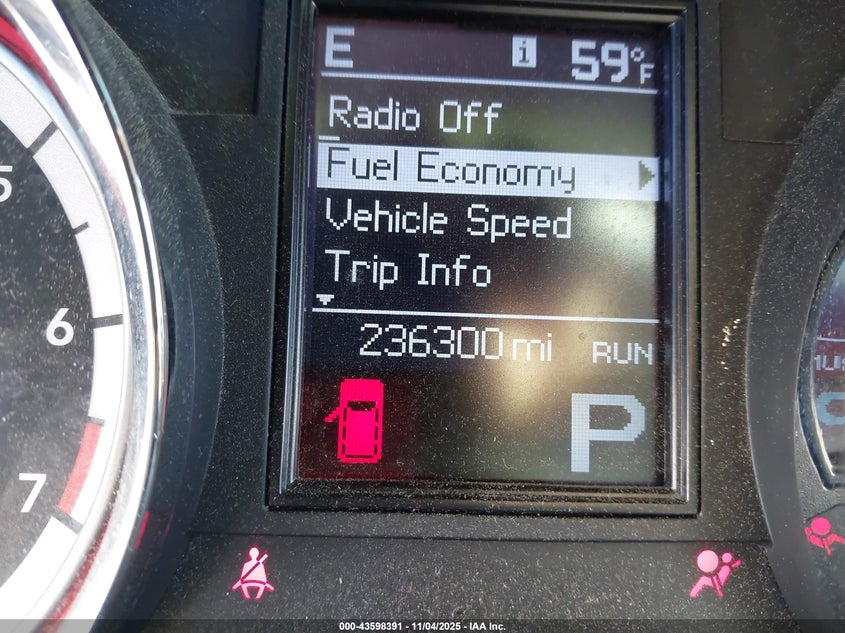 E i 59°F
Radio Off
Fuel Economy
Vehicle Speed
Trip Info
236300 mi RUN
P
5
6
7
000-43598391 - 11/04/2025 - IAA Inc.